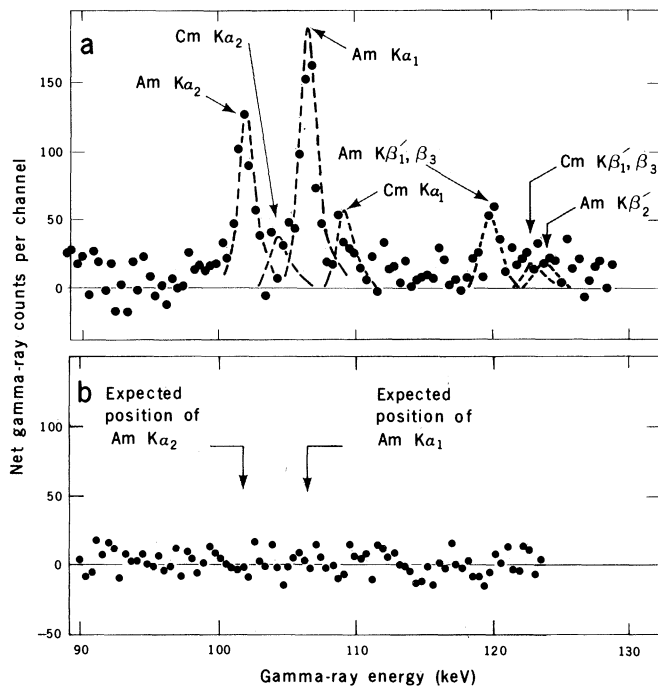 a
Cm Kα₂
Am Kα₁
Am Kα₂
Am Kβ₁′, β₃
Cm Kα₁
Cm Kβ₁′, β₃
Am Kβ₂′
150
100
50
0
Net gamma-ray counts per channel
b
Expected
position of
Am Kα₂
Expected
position of
Am Kα₁
100
50
0
−50
90
100
110
120
130
Gamma-ray energy (keV)